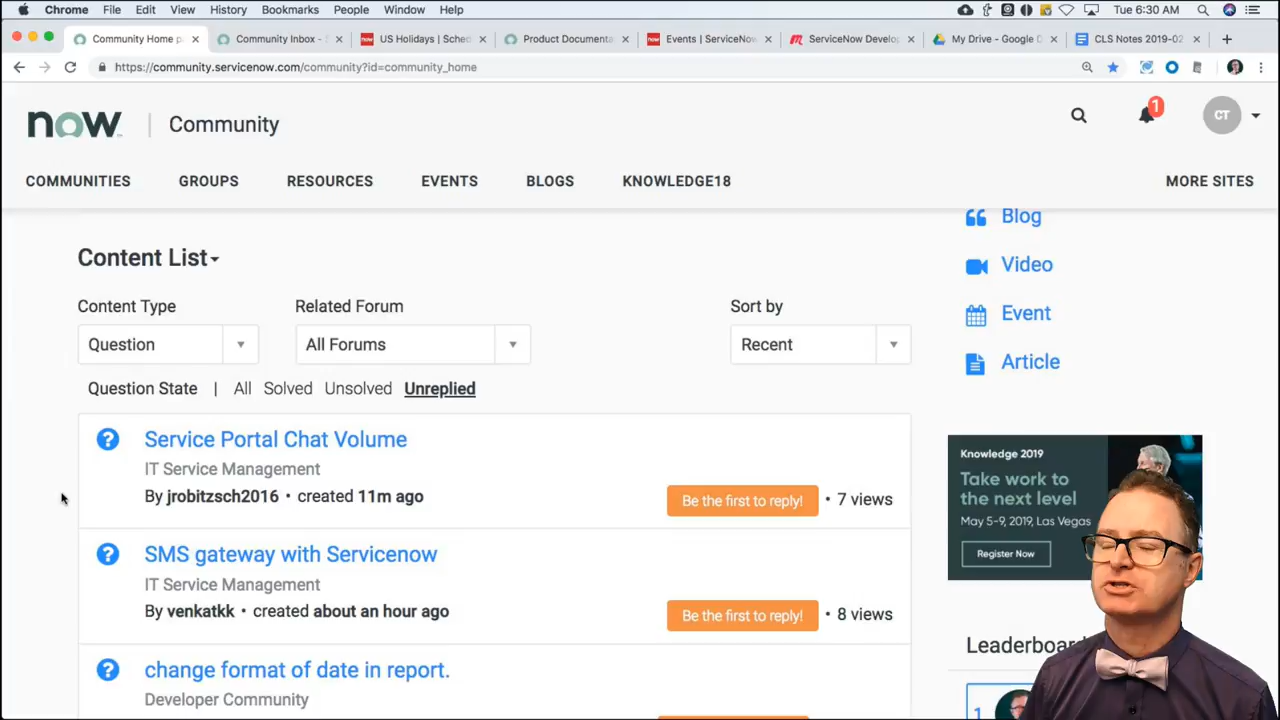 Chrome File Edit View History Bookmarks People Window Help Tue 6:30 AM
Community Home p Community Inbox - S US Holidays | Sched Product Documenta Events | ServiceNow ServiceNow Develo My Drive - Google D CLS Notes 2019-02
https://community.servicenow.com/community?id=community_home
now Community 1 CT
COMMUNITIES GROUPS RESOURCES EVENTS BLOGS KNOWLEDGE18 MORE SITES
Blog
Video
Event
Article
Content List
Content Type Related Forum Sort by
Question All Forums Recent
Question State | All Solved Unsolved Unreplied
Service Portal Chat Volume
IT Service Management
By jrobitzsch2016 • created 11m ago
Be the first to reply! • 7 views
SMS gateway with Servicenow
IT Service Management
By venkatkk • created about an hour ago
Be the first to reply! • 8 views
change format of date in report.
Developer Community
Knowledge 2019
Take work to
the next level
May 5-9, 2019, Las Vegas
Register Now
Leaderboard
1